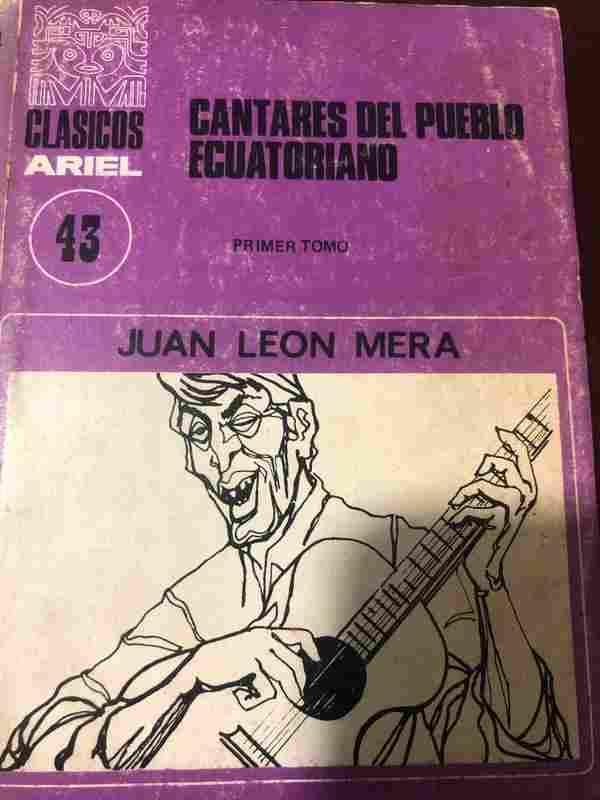 CLASICOS
ARIEL
43
CANTARES DEL PUEBLO
ECUATORIANO
PRIMER TOMO
JUAN LEON MERA